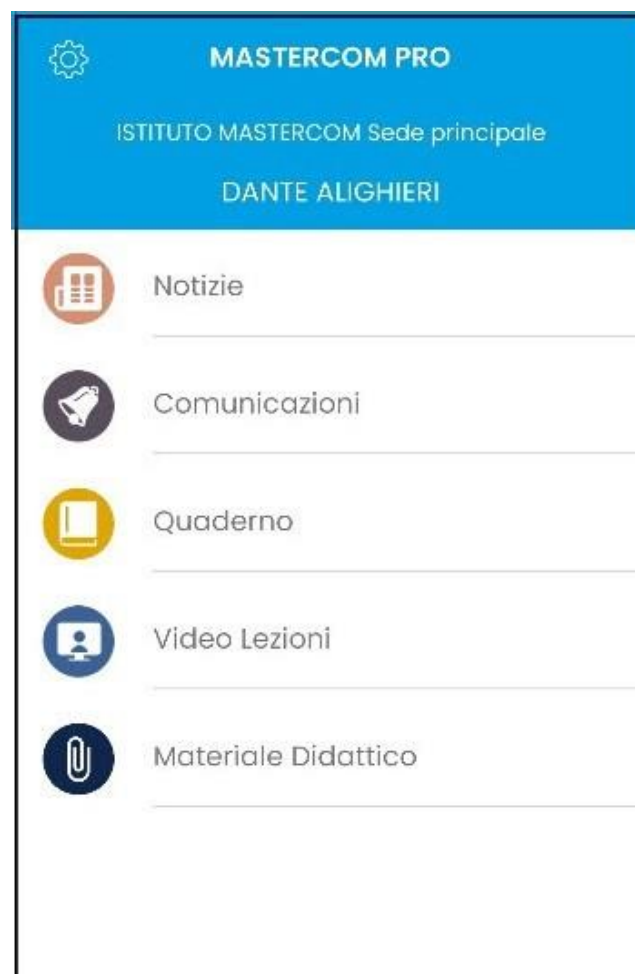 MASTERCOM PRO
ISTITUTO MASTERCOM Sede principale
DANTE ALIGHIERI
Notizie
Comunicazioni
Quaderno
Video Lezioni
Materiale Didattico